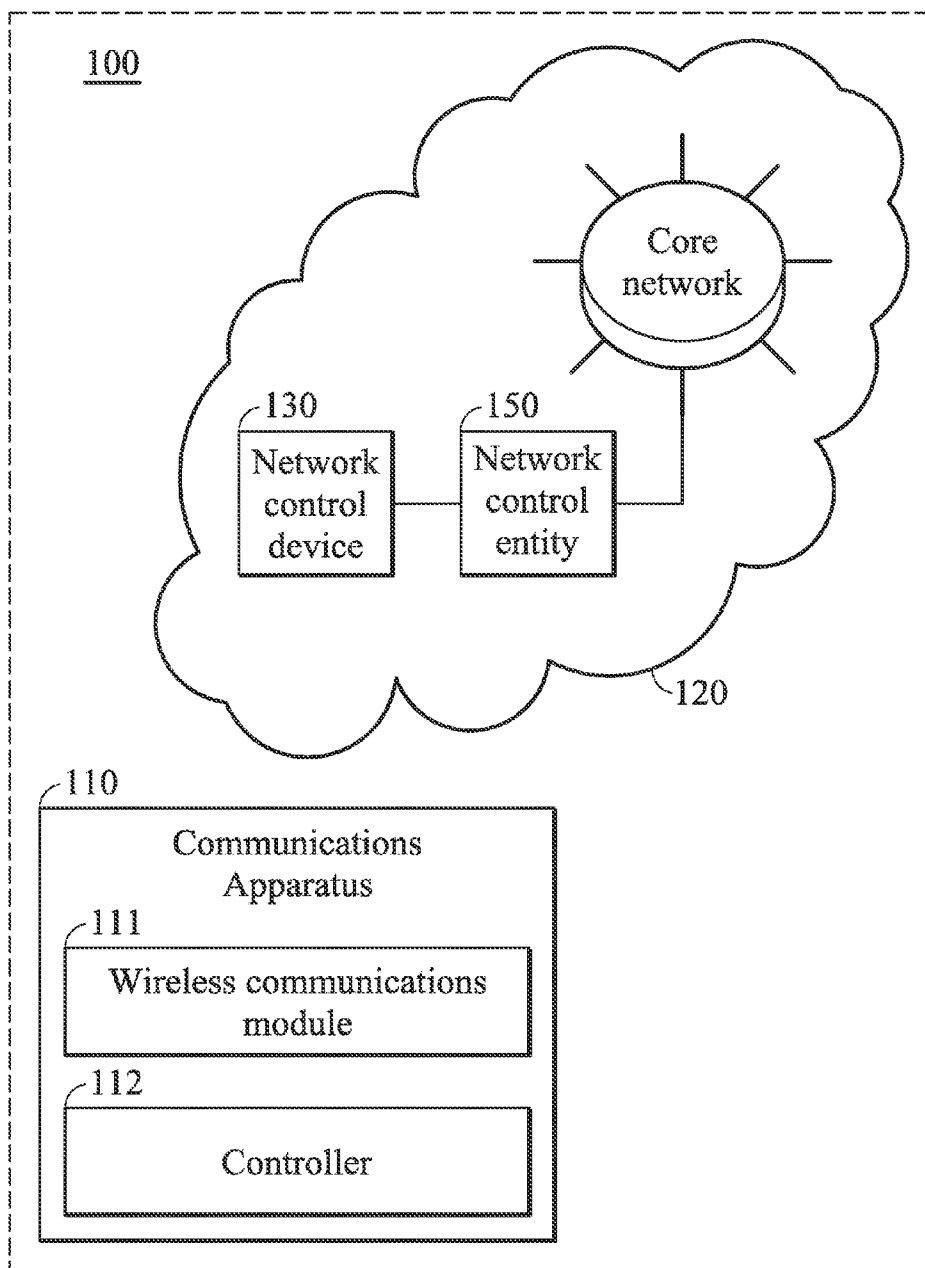 100
Core
network
130
150
Network
control
device
Network
control
entity
120
110
Communications
Apparatus
111
Wireless communications
module
112
Controller